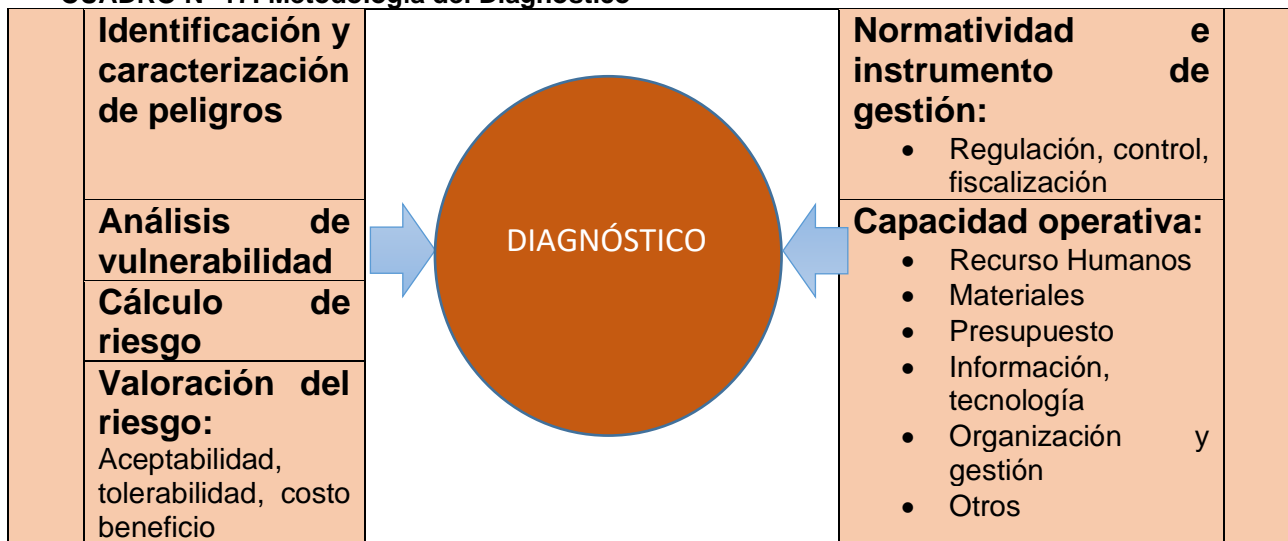 Identificación y
caracterización
de peligros
Análisis de
vulnerabilidad
Cálculo de
riesgo
Valoración del
riesgo:
Aceptabilidad,
tolerabilidad, costo
beneficio
DIAGNÓSTICO
Normatividad e
instrumento de
gestión:
• Regulación, control,
fiscalización
Capacidad operativa:
• Recurso Humanos
• Materiales
• Presupuesto
• Información,
tecnología
• Organización y
gestión
• Otros